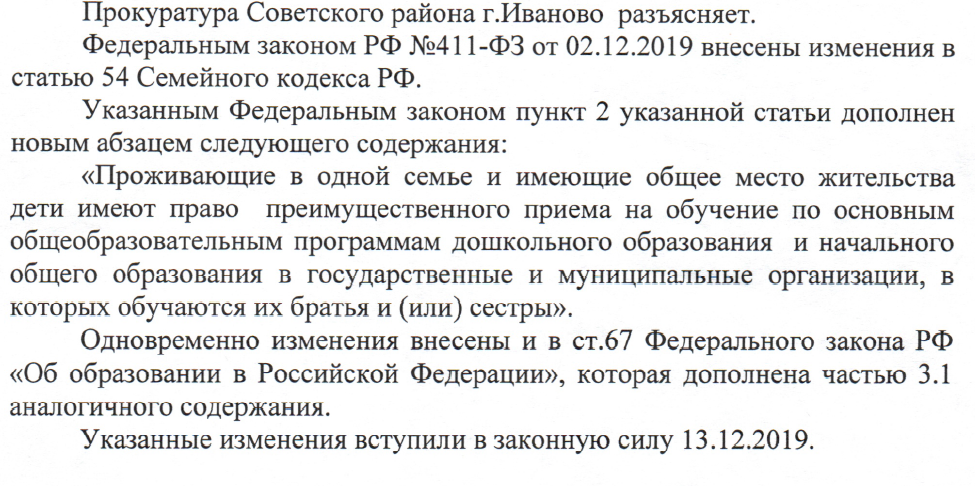 Прокуратура Советского района г.Иваново разъясняет.
Федеральным законом РФ №411-ФЗ от 02.12.2019 внесены изменения в
статью 54 Семейного кодекса РФ.
Указанным Федеральным законом пункт 2 указанной статьи дополнен
новым абзацем следующего содержания:
«Проживающие в одной семье и имеющие общее место жительства
дети имеют право преимущественного приема на обучение по основным
общеобразовательным программам дошкольного образования и начального
общего образования в государственные и муниципальные организации, в
которых обучаются их братья и (или) сестры».
Одновременно изменения внесены и в ст.67 Федерального закона РФ
«Об образовании в Российской Федерации», которая дополнена частью 3.1
аналогичного содержания.
Указанные изменения вступили в законную силу 13.12.2019.